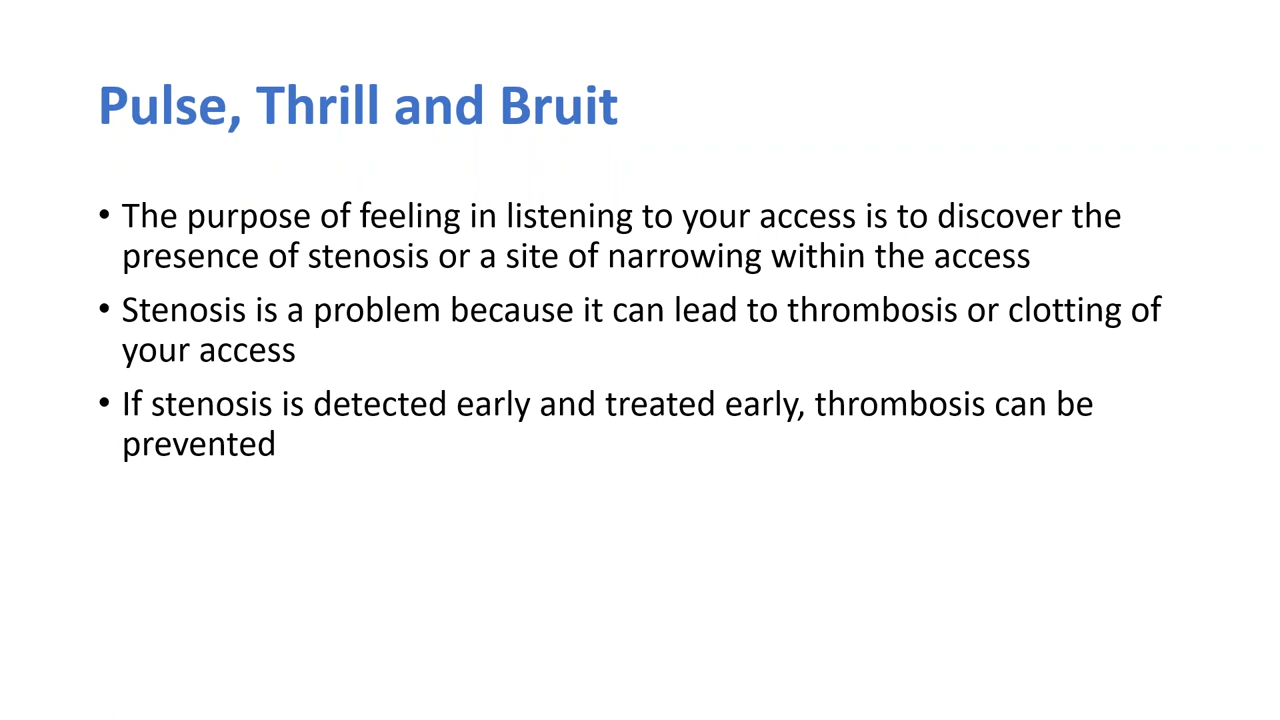 Pulse, Thrill and Bruit
• The purpose of feeling in listening to your access is to discover the
presence of stenosis or a site of narrowing within the access
• Stenosis is a problem because it can lead to thrombosis or clotting of
your access
• If stenosis is detected early and treated early, thrombosis can be
prevented